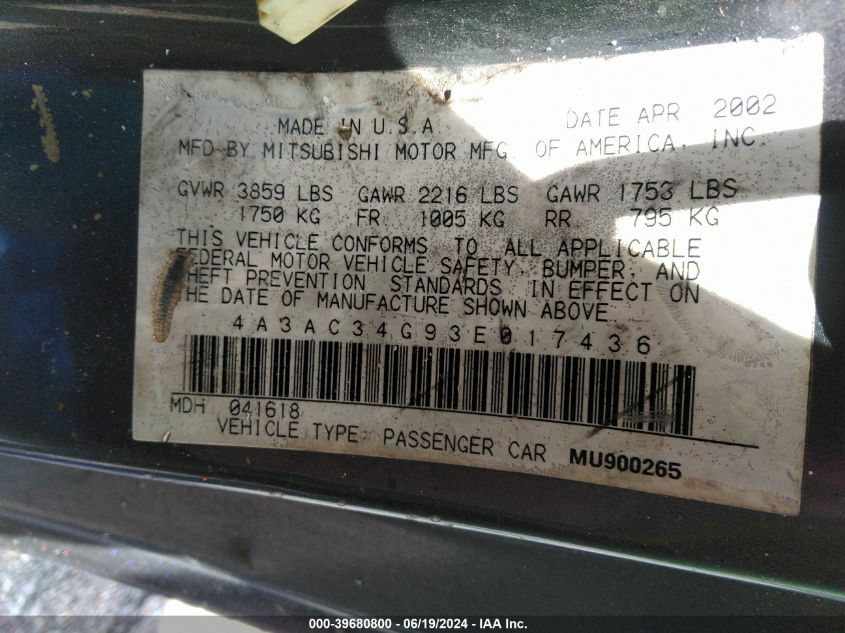 MADE IN U.S.A. DATE APR 2002
MFD BY MITSUBISHI MOTOR MFG. OF AMERICA, INC.
GVWR 3859 LBS GAWR 2216 LBS GAWR 1753 LBS
1750 KG FR 1005 KG RR 795 KG
THIS VEHICLE CONFORMS TO ALL APPLICABLE
FEDERAL MOTOR VEHICLE SAFETY, BUMPER, AND
THEFT PREVENTION STANDARDS IN EFFECT ON
THE DATE OF MANUFACTURE SHOWN ABOVE.
4A3AC34G93E017436
MDH 041618
VEHICLE TYPE: PASSENGER CAR MU900265
000-39680800 - 06/19/2024 - IAA Inc.